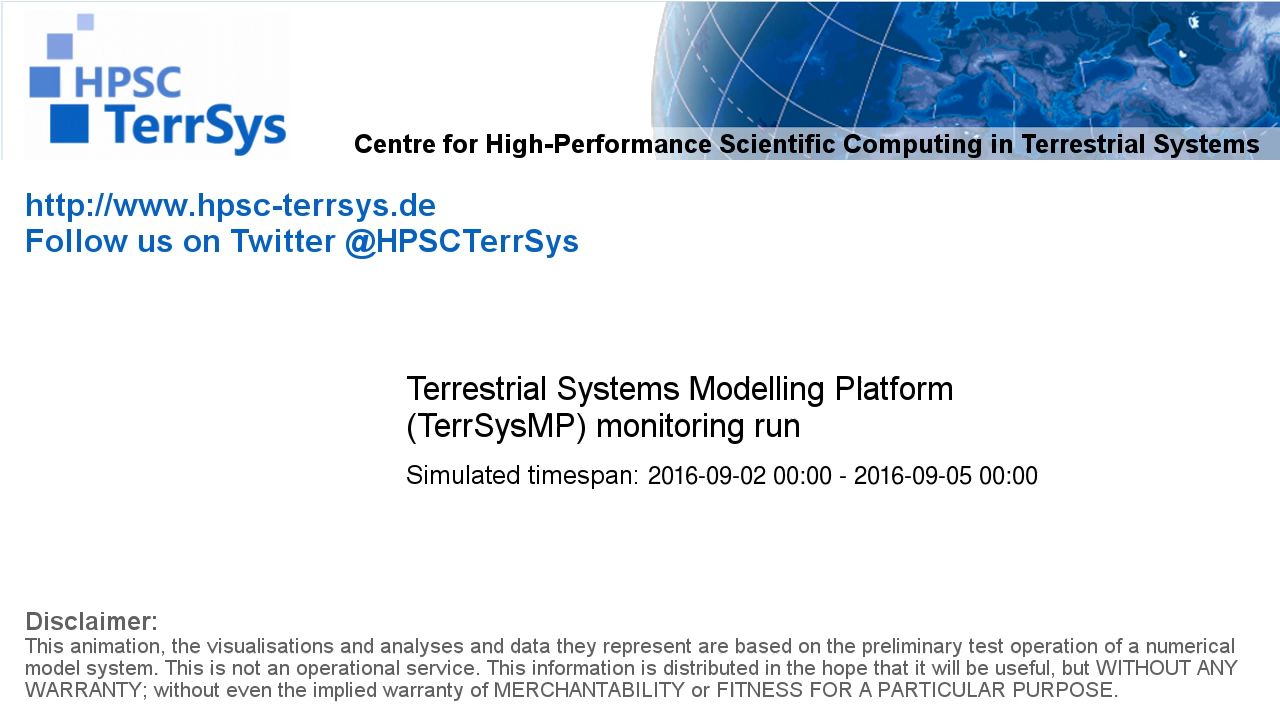 HPSC
TerrSys
Centre for High-Performance Scientific Computing in Terrestrial Systems
http://www.hpsc-terrsys.de
Follow us on Twitter @HPSCTerrSys
Terrestrial Systems Modelling Platform
(TerrSysMP) monitoring run
Simulated timespan: 2016-09-02 00:00 - 2016-09-05 00:00
Disclaimer:
This animation, the visualisations and analyses and data they represent are based on the preliminary test operation of a numerical
model system. This is not an operational service. This information is distributed in the hope that it will be useful, but WITHOUT ANY
WARRANTY; without even the implied warranty of MERCHANTABILITY or FITNESS FOR A PARTICULAR PURPOSE.